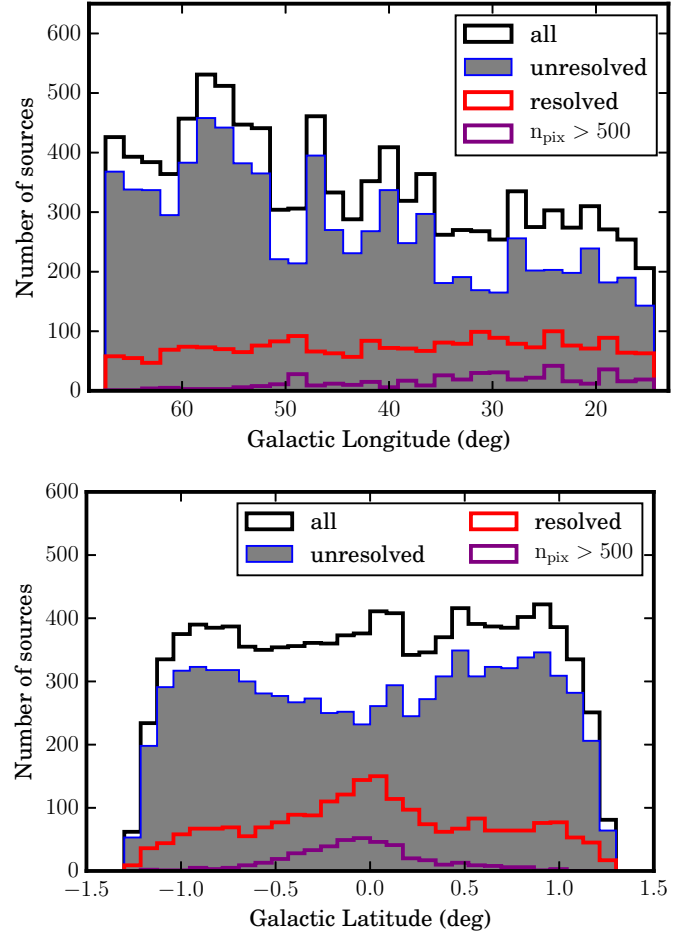 650
600
500
400
300
200
100
0
Number of sources
all
unresolved
resolved
n_pix > 500
60 50 40 30 20
Galactic Longitude (deg)
600
500
400
300
200
100
0
Number of sources
all resolved
unresolved n_pix > 500
−1.5 −1.0 −0.5 0.0 0.5 1.0 1.5
Galactic Latitude (deg)